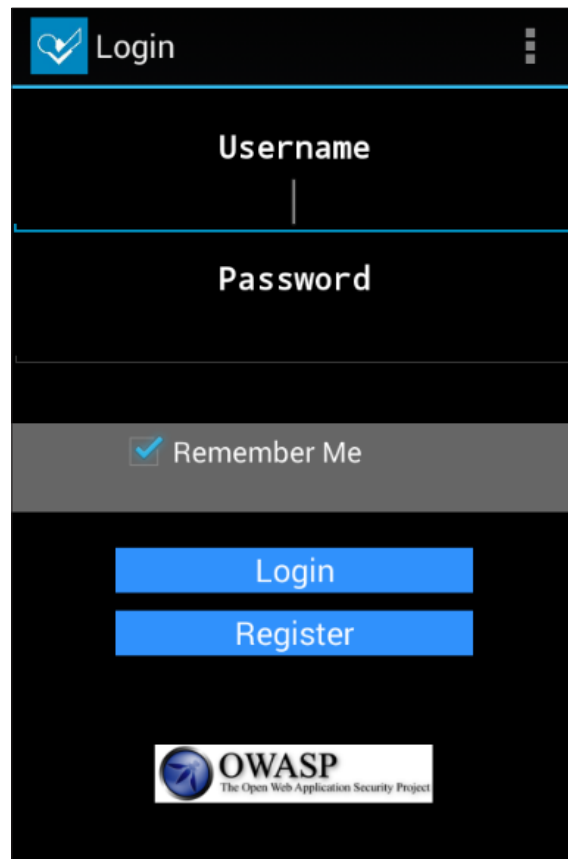 Login
Username
Password
Remember Me
Login
Register
OWASP
The Open Web Application Security Project